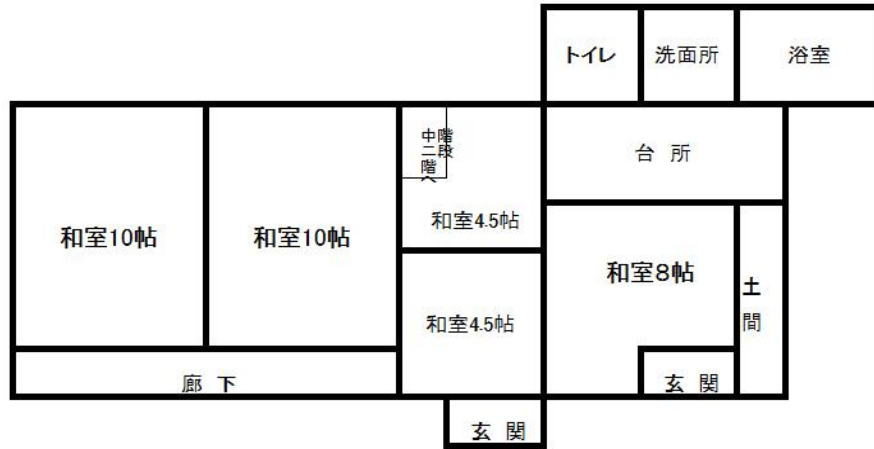 トイレ
洗面所
浴室
階段
中二階へ
台所
和室4.5帖
和室10帖
和室10帖
和室8帖
土間
和室4.5帖
廊下
玄関
玄関